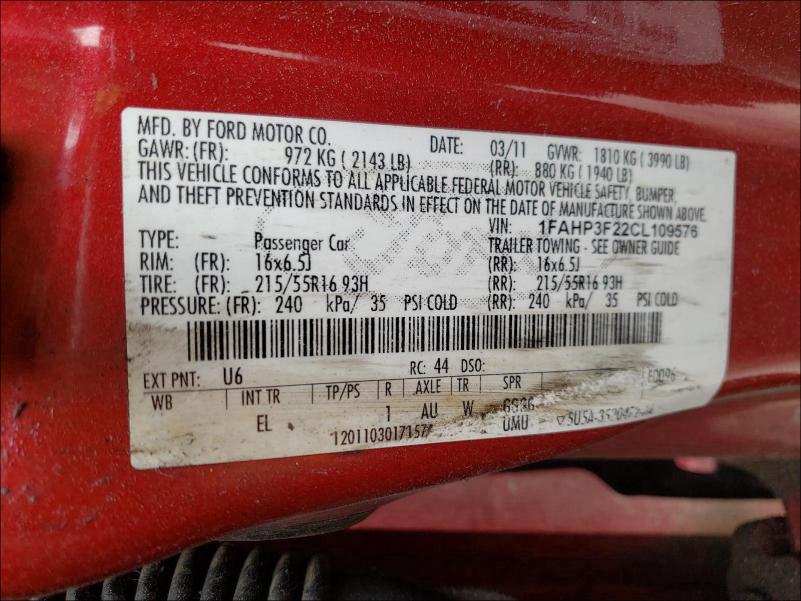 MFD. BY FORD MOTOR CO. DATE: 03/11 GVWR: 1810 KG (3990 LB)
GAWR: (FR): 972 KG (2143 LB) (RR): 880 KG (1940 LB)
THIS VEHICLE CONFORMS TO ALL APPLICABLE FEDERAL MOTOR VEHICLE SAFETY, BUMPER,
AND THEFT PREVENTION STANDARDS IN EFFECT ON THE DATE OF MANUFACTURE SHOWN ABOVE.
VIN: 1FAHP3F22CL109576
TYPE: Passenger Car TRAILER TOWING - SEE OWNER GUIDE
RIM: (FR): 16x6.5J (RR): 16x6.5J
TIRE: (FR): 215/55R16 93H (RR): 215/55R16 93H
PRESSURE: (FR): 240 kPa/ 35 PSI COLD (RR): 240 kPa/ 35 PSI COLD
EXT PNT: U6 RC: 44 DSO:
WB INT TR TP/PS R AXLE TR SPR
EL 1 AU W
UMU